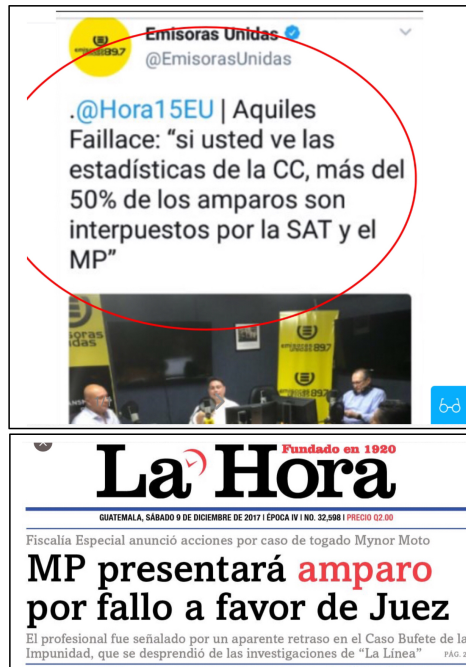 Emisoras Unidas
@EmisorasUnidas
.@Hora15EU | Aquiles
Faillace: “si usted ve las
estadísticas de la CC, más del
50% de los amparos son
interpuestos por la SAT y el
MP”
La Hora
Fundado en 1920
GUATEMALA, SÁBADO 9 DE DICIEMBRE DE 2017 I ÉPOCA IV I NO. 32,598 I PRECIO Q2.00
Fiscalía Especial anunció acciones por caso de togado Mynor Moto
MP presentará amparo
por fallo a favor de Juez
El profesional fue señalado por un aparente retraso en el Caso Bufete de la
Impunidad, que se desprendió de las investigaciones de “La Línea” PÁG. 2